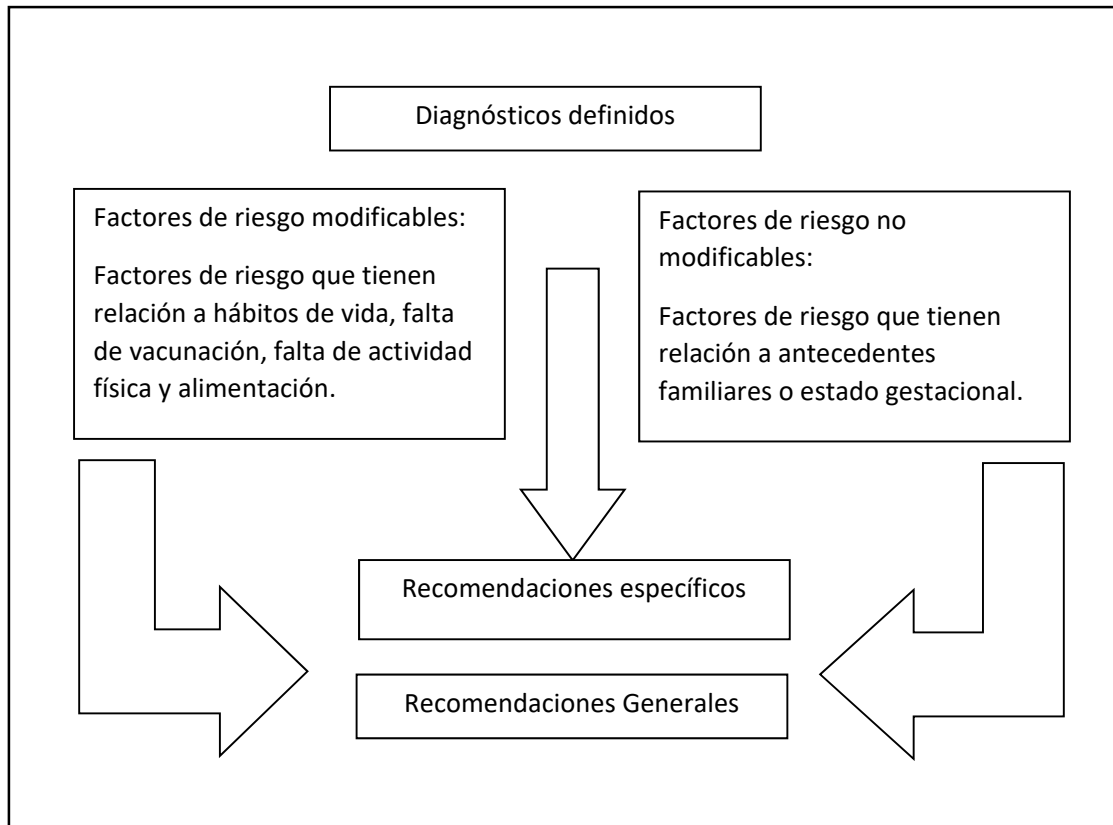 Diagnósticos definidos
Factores de riesgo modificables:
Factores de riesgo que tienen
relación a hábitos de vida, falta
de vacunación, falta de actividad
física y alimentación.
Factores de riesgo no
modificables:
Factores de riesgo que tienen
relación a antecedentes
familiares o estado gestacional.
Recomendaciones específicos
Recomendaciones Generales